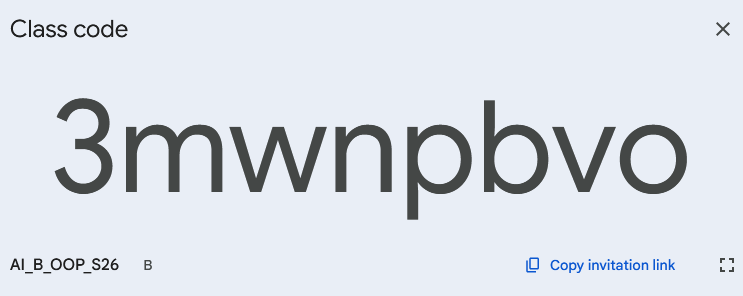 Class code
3mwnpbvo
AI_B_OOP_S26 B Copy invitation link